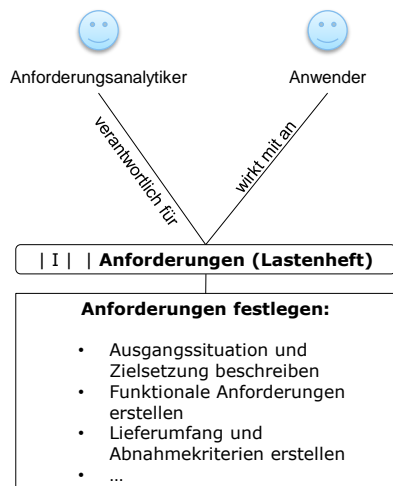 Anforderungsanalytiker
Anwender
verantwortlich für
wirkt mit an
| I | | Anforderungen (Lastenheft)
Anforderungen festlegen:
• Ausgangssituation und
Zielsetzung beschreiben
• Funktionale Anforderungen
erstellen
• Lieferumfang und
Abnahmekriterien erstellen
• ...